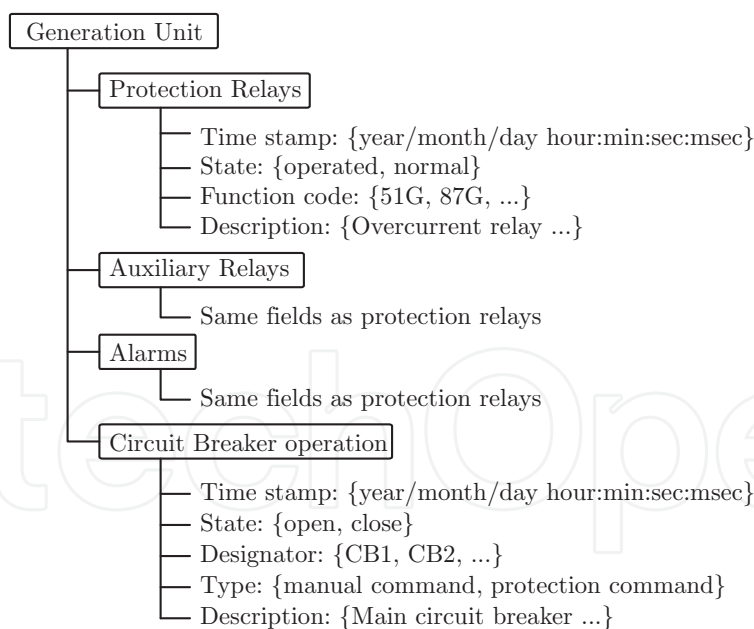 Generation Unit
Protection Relays
Time stamp: {year/month/day hour:min:sec:msec}
State: {operated, normal}
Function code: {51G, 87G, ...}
Description: {Overcurrent relay ...}
Auxiliary Relays
Same fields as protection relays
Alarms
Same fields as protection relays
Circuit Breaker operation
Time stamp: {year/month/day hour:min:sec:msec}
State: {open, close}
Designator: {CB1, CB2, ...}
Type: {manual command, protection command}
Description: {Main circuit breaker ...}
techOpe